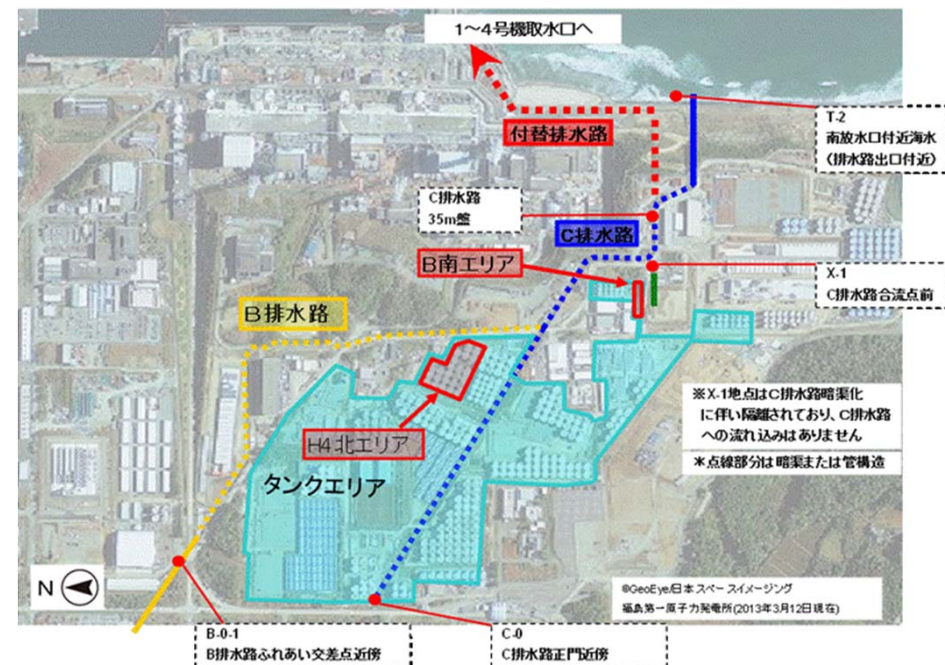 1～4号機取水口へ
付替排水路
T-2
南放水口付近海水
(排水路出口付近)
C排水路
35m盤
C排水路
B南エリア
X-1
C排水路合流点前
B排水路
※X-1地点はC排水路暗渠化
に伴い隔離されており、C排水路
への流れ込みはありません
＊点線部分は暗渠または管構造
H4北エリア
タンクエリア
N
©GeoEye/日本スペースイメージング
福島第一原子力発電所(2013年3月12日現在)
B-0-1
B排水路ふれあい交差点近傍
C-0
C排水路正門近傍